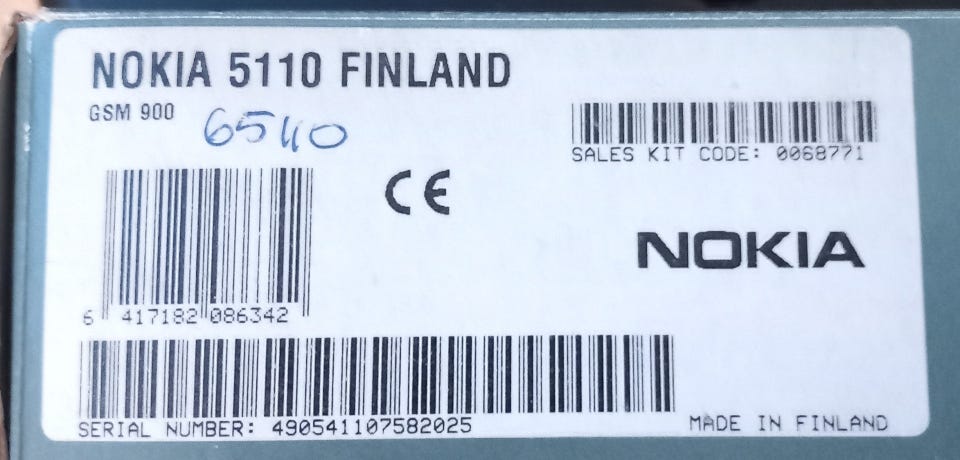 NOKIA 5110 FINLAND
GSM 900
6510
SALES KIT CODE: 0068771
CE
NOKIA
6 417182 086342
SERIAL NUMBER: 490541107582025
MADE IN FINLAND